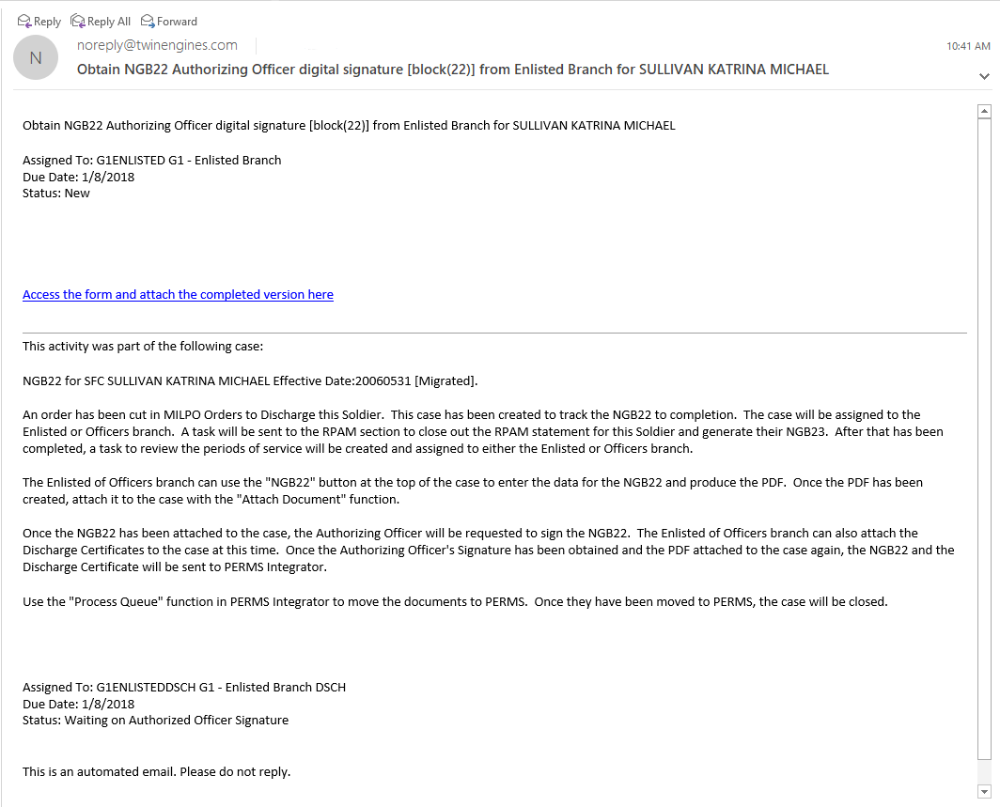 Reply Reply All Forward
N
noreply@twinengines.com
10:41 AM
Obtain NGB22 Authorizing Officer digital signature [block(22)] from Enlisted Branch for SULLIVAN KATRINA MICHAEL
Obtain NGB22 Authorizing Officer digital signature [block(22)] from Enlisted Branch for SULLIVAN KATRINA MICHAEL
Assigned To: G1ENLISTED G1 - Enlisted Branch
Due Date: 1/8/2018
Status: New
Access the form and attach the completed version here
This activity was part of the following case:
NGB22 for SFC SULLIVAN KATRINA MICHAEL Effective Date:20060531 [Migrated].
An order has been cut in MILPO Orders to Discharge this Soldier.  This case has been created to track the NGB22 to completion.  The case will be assigned to the
Enlisted or Officers branch.  A task will be sent to the RPAM section to close out the RPAM statement for this Soldier and generate their NGB23.  After that has been
completed, a task to review the periods of service will be created and assigned to either the Enlisted or Officers branch.
The Enlisted of Officers branch can use the "NGB22" button at the top of the case to enter the data for the NGB22 and produce the PDF.  Once the PDF has been
created, attach it to the case with the "Attach Document" function.
Once the NGB22 has been attached to the case, the Authorizing Officer will be requested to sign the NGB22.  The Enlisted of Officers branch can also attach the
Discharge Certificates to the case at this time.  Once the Authorizing Officer's Signature has been obtained and the PDF attached to the case again, the NGB22 and the
Discharge Certificate will be sent to PERMS Integrator.
Use the "Process Queue" function in PERMS Integrator to move the documents to PERMS.  Once they have been moved to PERMS, the case will be closed.
Assigned To: G1ENLISTEDDSCH G1 - Enlisted Branch DSCH
Due Date: 1/8/2018
Status: Waiting on Authorized Officer Signature
This is an automated email. Please do not reply.